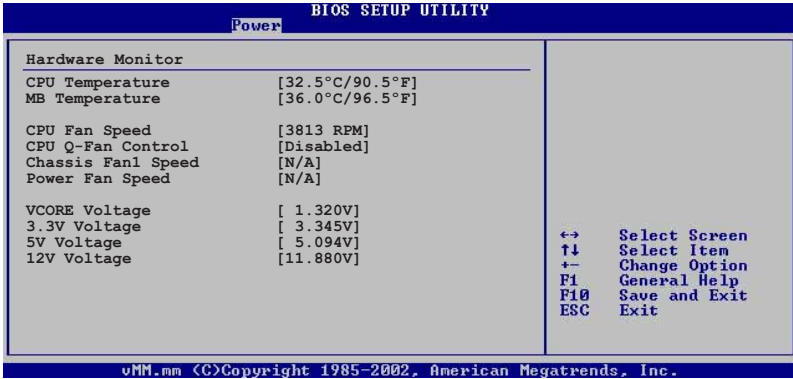 BIOS SETUP UTILITY
Power
Hardware Monitor
CPU Temperature [32.5°C/90.5°F]
MB Temperature [36.0°C/96.5°F]
CPU Fan Speed [3813 RPM]
CPU Q-Fan Control [Disabled]
Chassis Fan1 Speed [N/A]
Power Fan Speed [N/A]
VCORE Voltage [ 1.320V]
3.3V Voltage [ 3.345V]
5V Voltage [ 5.094V]
12V Voltage [11.880V]
←→ Select Screen
↑↓ Select Item
+- Change Option
F1 General Help
F10 Save and Exit
ESC Exit
vMM.mm (C)Copyright 1985-2002, American Megatrends, Inc.